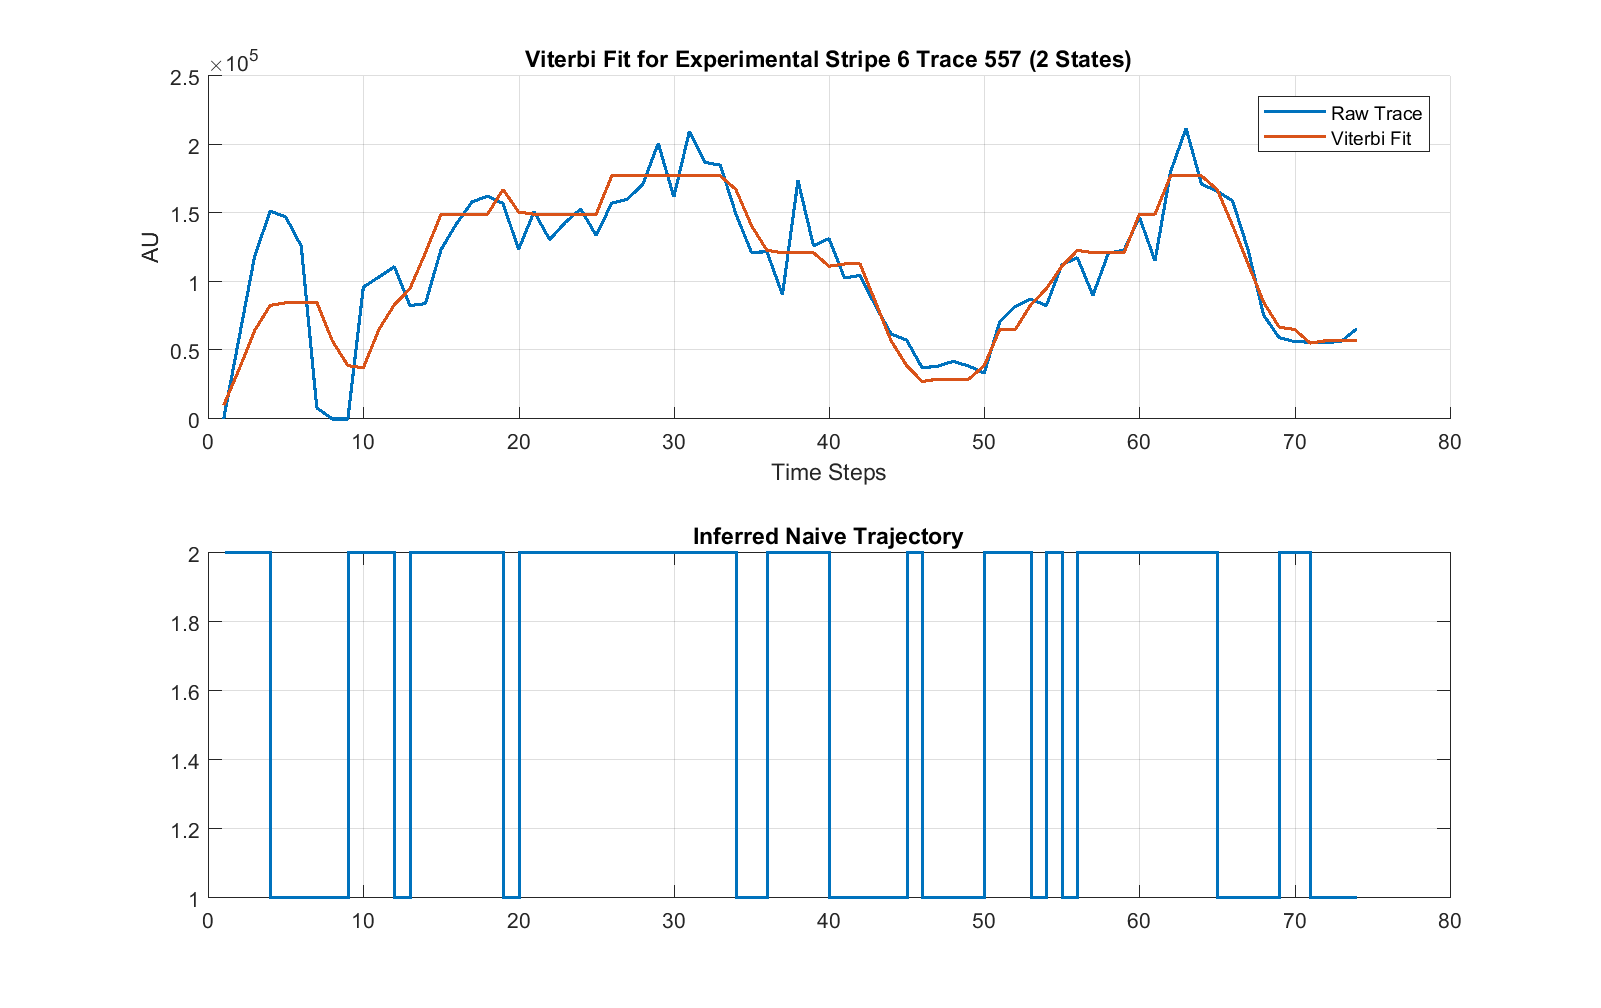 Viterbi Fit for Experimental Stripe 6 Trace 557 (2 States)
×10⁵
2.5
2
1.5
1
0.5
0
AU
Raw Trace
Viterbi Fit
0 10 20 30 40 50 60 70 80
Time Steps
Inferred Naive Trajectory
2
1.8
1.6
1.4
1.2
1
0 10 20 30 40 50 60 70 80